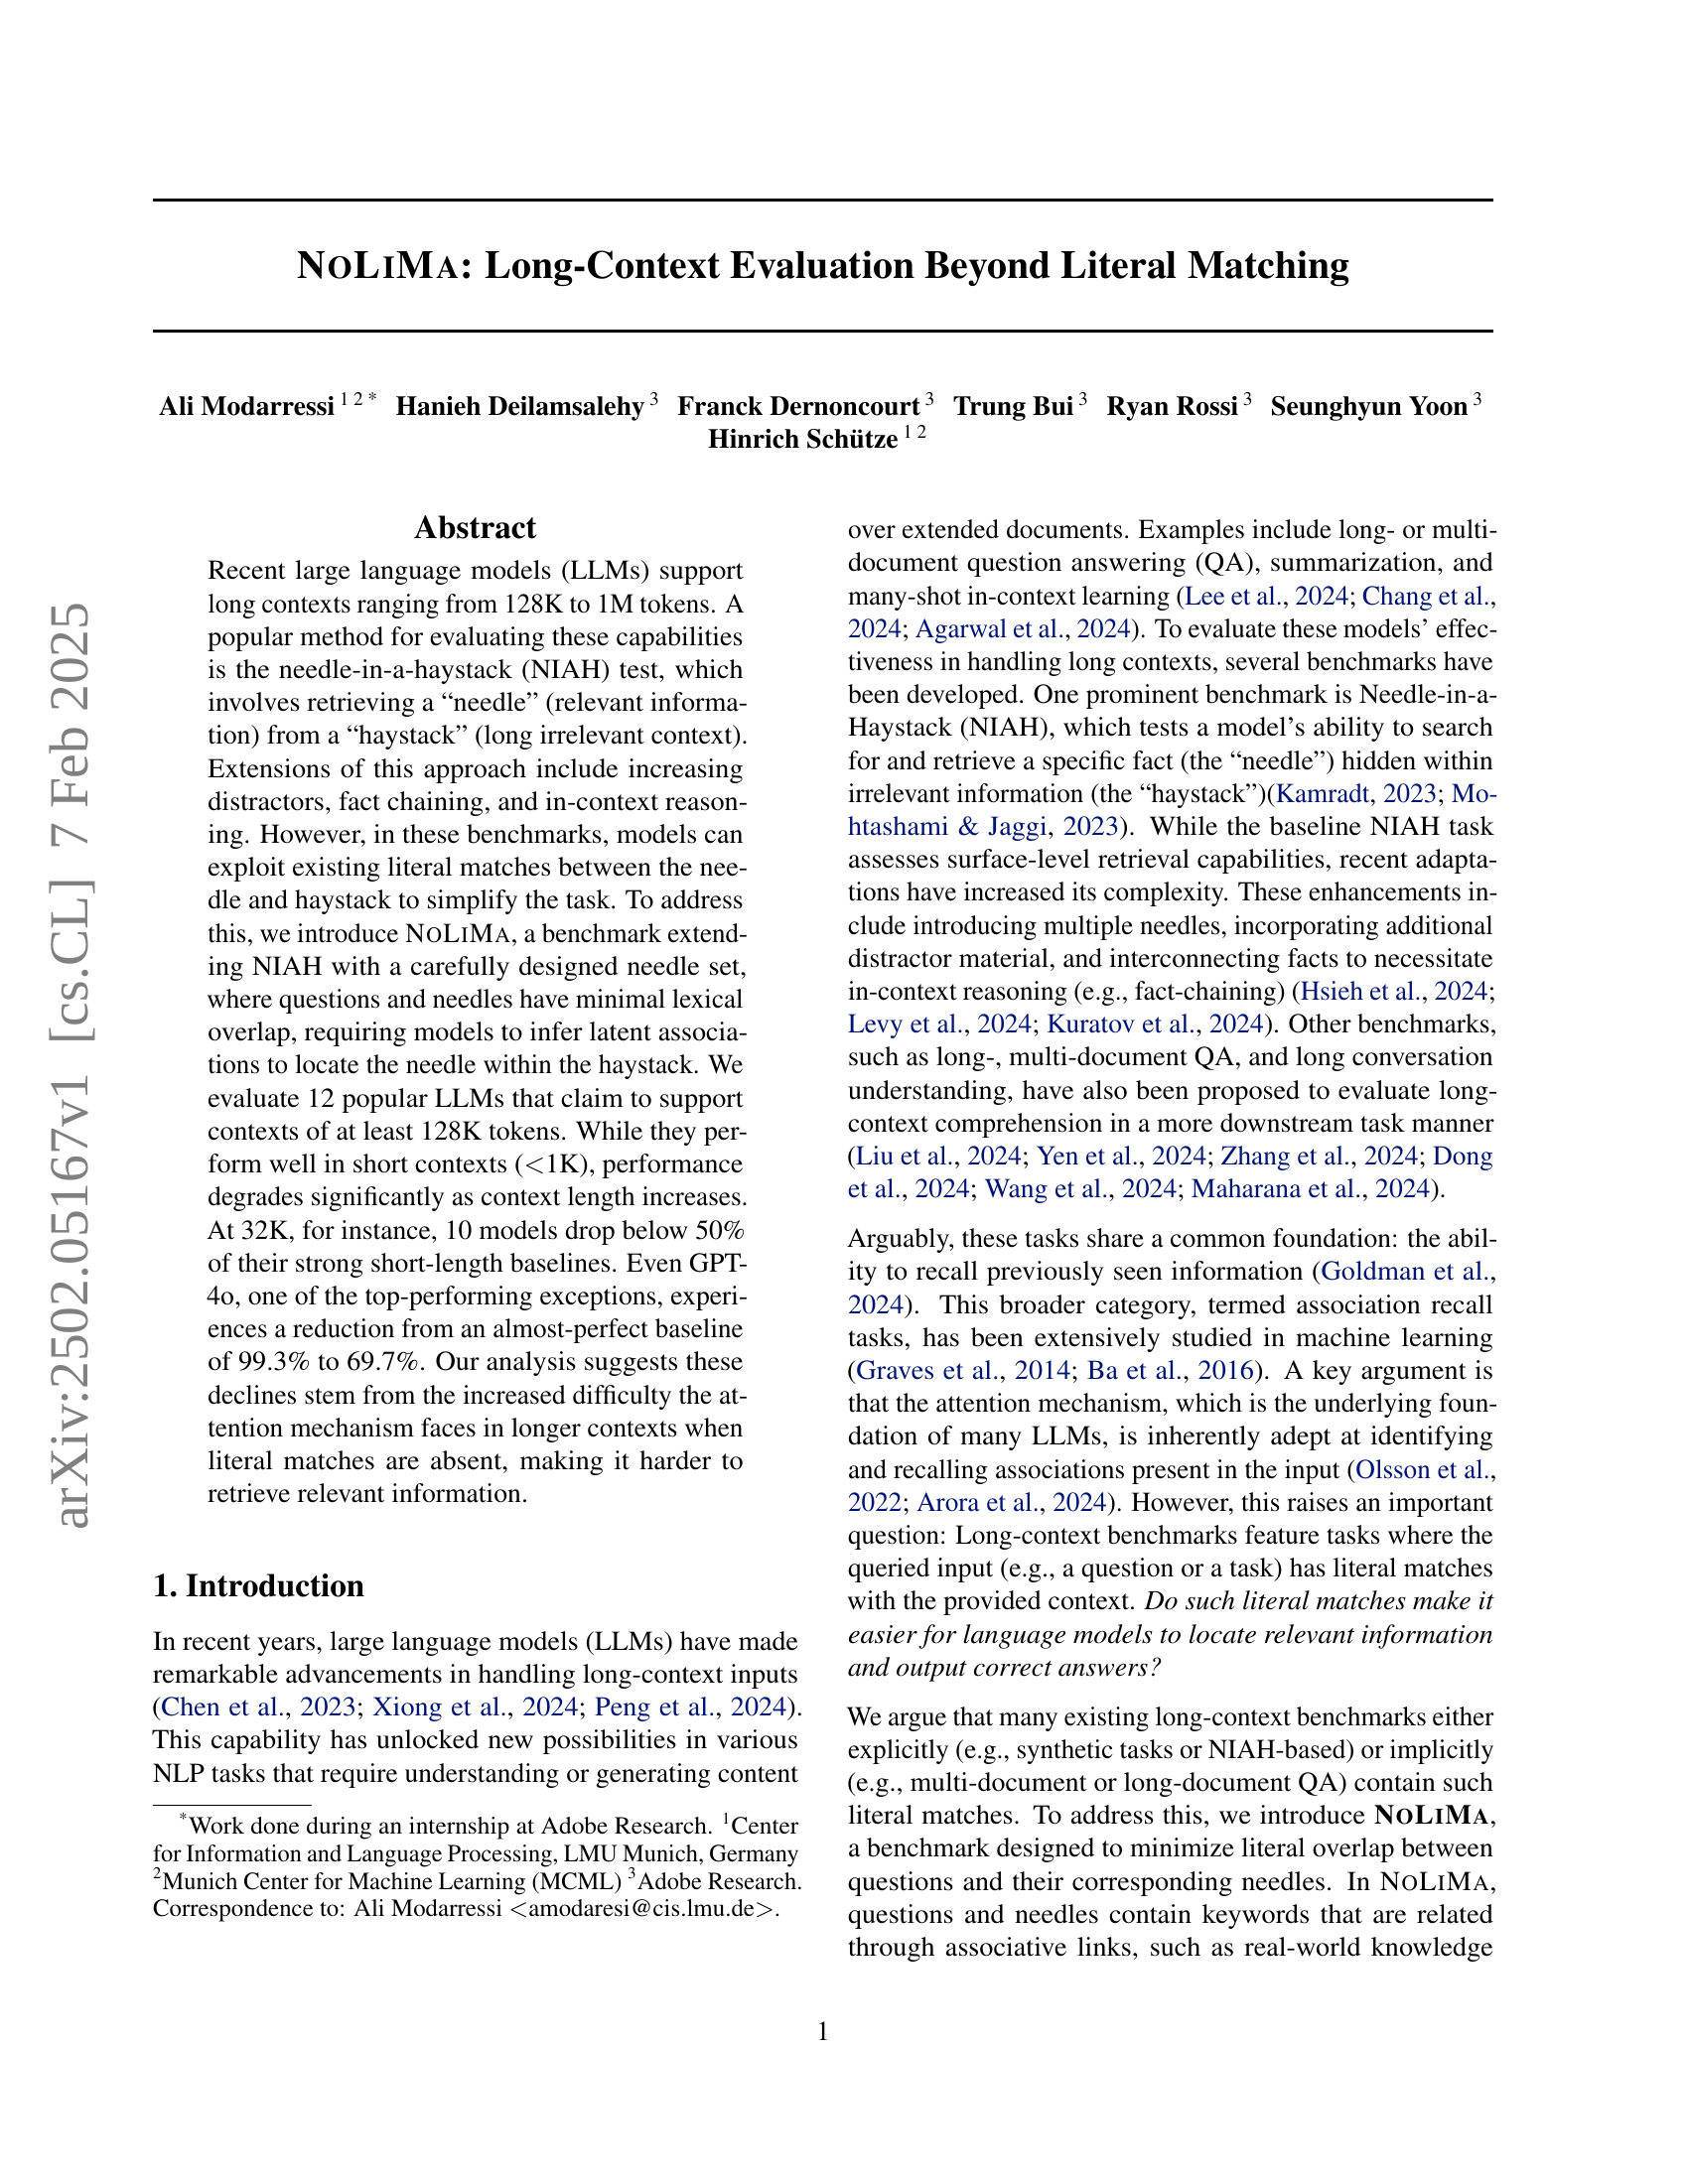 arXiv:2502.05167v1 [cs.CL] 7 Feb 2025
NOLIMA: Long-Context Evaluation Beyond Literal Matching
Ali Modarressi 1 2 * Hanieh Deilamsalehy 3 Franck Dernoncourt 3 Trung Bui 3 Ryan Rossi 3 Seunghyun Yoon 3
Hinrich Schütze 1 2
Abstract
Recent large language models (LLMs) support
long contexts ranging from 128K to 1M tokens. A
popular method for evaluating these capabilities
is the needle-in-a-haystack (NIAH) test, which
involves retrieving a “needle” (relevant informa-
tion) from a “haystack” (long irrelevant context).
Extensions of this approach include increasing
distractors, fact chaining, and in-context reason-
ing. However, in these benchmarks, models can
exploit existing literal matches between the nee-
dle and haystack to simplify the task. To address
this, we introduce NOLIMA, a benchmark extend-
ing NIAH with a carefully designed needle set,
where questions and needles have minimal lexical
overlap, requiring models to infer latent associa-
tions to locate the needle within the haystack. We
evaluate 12 popular LLMs that claim to support
contexts of at least 128K tokens. While they per-
form well in short contexts (<1K), performance
degrades significantly as context length increases.
At 32K, for instance, 10 models drop below 50%
of their strong short-length baselines. Even GPT-
4o, one of the top-performing exceptions, experi-
ences a reduction from an almost-perfect baseline
of 99.3% to 69.7%. Our analysis suggests these
declines stem from the increased difficulty the at-
tention mechanism faces in longer contexts when
literal matches are absent, making it harder to
retrieve relevant information.
1. Introduction
In recent years, large language models (LLMs) have made
remarkable advancements in handling long-context inputs
(Chen et al., 2023; Xiong et al., 2024; Peng et al., 2024).
This capability has unlocked new possibilities in various
NLP tasks that require understanding or generating content
*Work done during an internship at Adobe Research. 1Center
for Information and Language Processing, LMU Munich, Germany
2Munich Center for Machine Learning (MCML) 3Adobe Research.
Correspondence to: Ali Modarressi <amodaresi@cis.lmu.de>.
over extended documents. Examples include long- or multi-
document question answering (QA), summarization, and
many-shot in-context learning (Lee et al., 2024; Chang et al.,
2024; Agarwal et al., 2024). To evaluate these models’ effec-
tiveness in handling long contexts, several benchmarks have
been developed. One prominent benchmark is Needle-in-a-
Haystack (NIAH), which tests a model’s ability to search
for and retrieve a specific fact (the “needle”) hidden within
irrelevant information (the “haystack”)(Kamradt, 2023; Mo-
htashami & Jaggi, 2023). While the baseline NIAH task
assesses surface-level retrieval capabilities, recent adapta-
tions have increased its complexity. These enhancements in-
clude introducing multiple needles, incorporating additional
distractor material, and interconnecting facts to necessitate
in-context reasoning (e.g., fact-chaining) (Hsieh et al., 2024;
Levy et al., 2024; Kuratov et al., 2024). Other benchmarks,
such as long-, multi-document QA, and long conversation
understanding, have also been proposed to evaluate long-
context comprehension in a more downstream task manner
(Liu et al., 2024; Yen et al., 2024; Zhang et al., 2024; Dong
et al., 2024; Wang et al., 2024; Maharana et al., 2024).
Arguably, these tasks share a common foundation: the abil-
ity to recall previously seen information (Goldman et al.,
2024). This broader category, termed association recall
tasks, has been extensively studied in machine learning
(Graves et al., 2014; Ba et al., 2016). A key argument is
that the attention mechanism, which is the underlying foun-
dation of many LLMs, is inherently adept at identifying
and recalling associations present in the input (Olsson et al.,
2022; Arora et al., 2024). However, this raises an important
question: Long-context benchmarks feature tasks where the
queried input (e.g., a question or a task) has literal matches
with the provided context. Do such literal matches make it
easier for language models to locate relevant information
and output correct answers?
We argue that many existing long-context benchmarks either
explicitly (e.g., synthetic tasks or NIAH-based) or implicitly
(e.g., multi-document or long-document QA) contain such
literal matches. To address this, we introduce NOLIMA,
a benchmark designed to minimize literal overlap between
questions and their corresponding needles. In NOLIMA,
questions and needles contain keywords that are related
through associative links, such as real-world knowledge
1